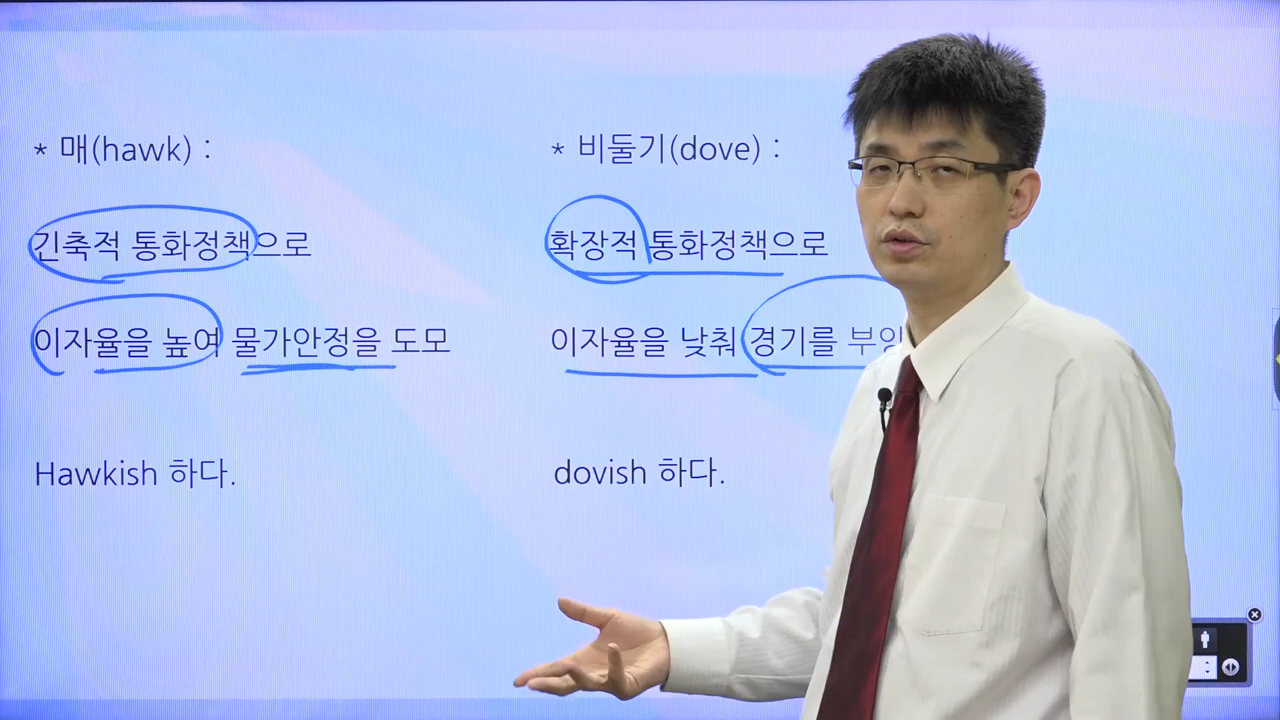 * 매(hawk) :
긴축적 통화정책으로
이자율을 높여 물가안정을 도모
Hawkish 하다.
* 비둘기(dove) :
확장적 통화정책으로
이자율을 낮춰 경기를
dovish 하다.